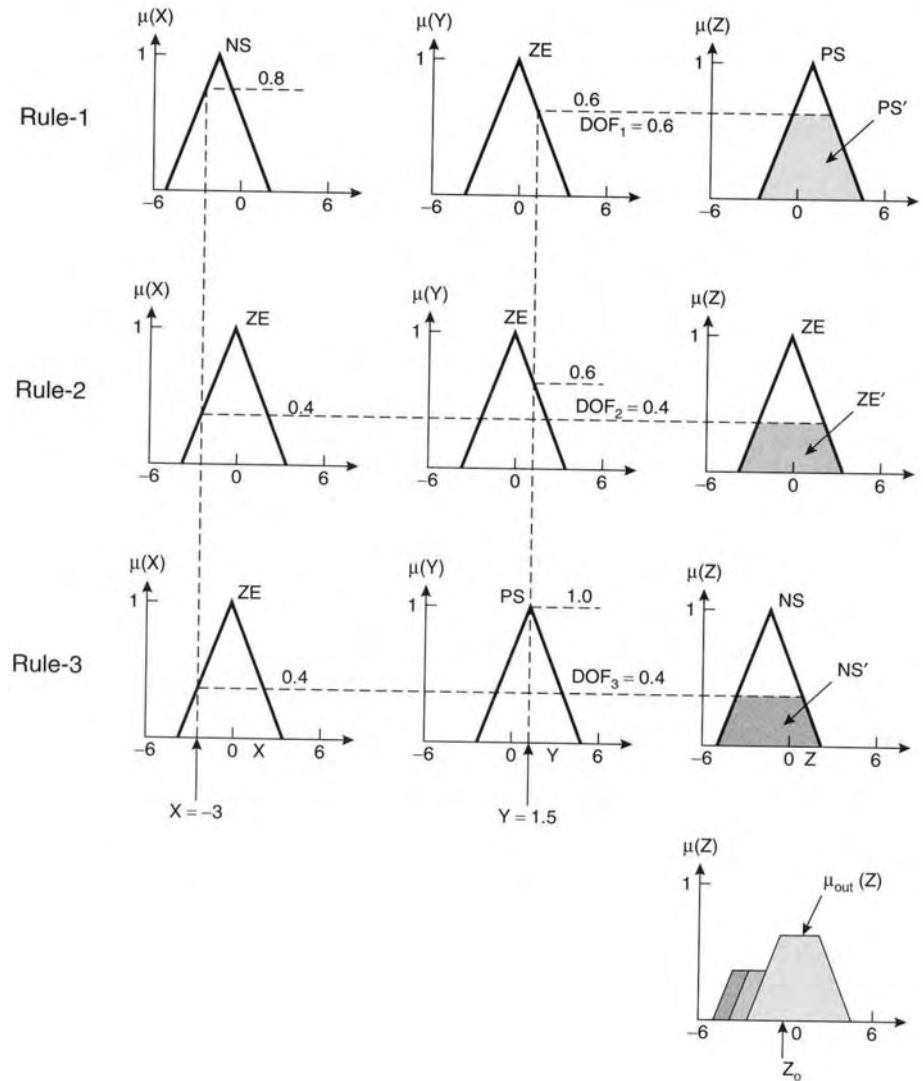 μ(X) μ(Y) μ(Z)
NS ZE PS
1 1 1
0.8 0.6
Rule-1 DOF₁ = 0.6 PS′
−6 0 6 −6 0 6 −6 0 6
μ(X) μ(Y) μ(Z)
ZE ZE ZE
1 1 1
0.6
Rule-2 0.4 DOF₂ = 0.4 ZE′
−6 0 6 −6 0 6 −6 0 6
μ(X) μ(Y) μ(Z)
ZE PS 1.0 NS
1 1 1
Rule-3 0.4 DOF₃ = 0.4 NS′
−6 0 X 6 −6 0 Y 6 −6 0 Z 6
X = −3 Y = 1.5
μ(Z)
1 μout (Z)
−6 0 6
Zo